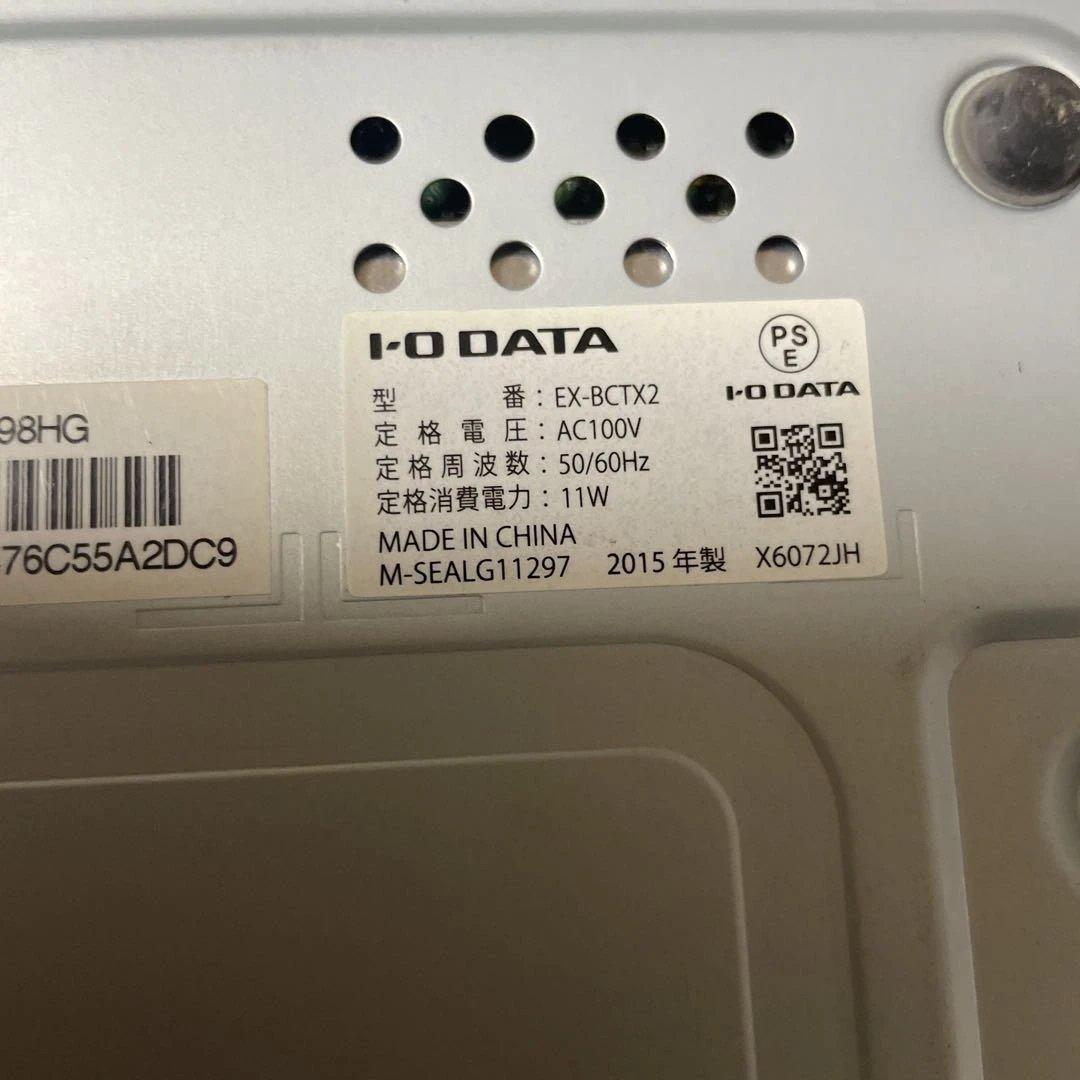 I-O DATA
PS
E
I-O DATA
型番：EX-BCTX2
定格電圧：AC100V
定格周波数：50/60Hz
定格消費電力：11W
MADE IN CHINA
M-SEALG11297 2015年製 X6072JH
98HG
76C55A2DC9